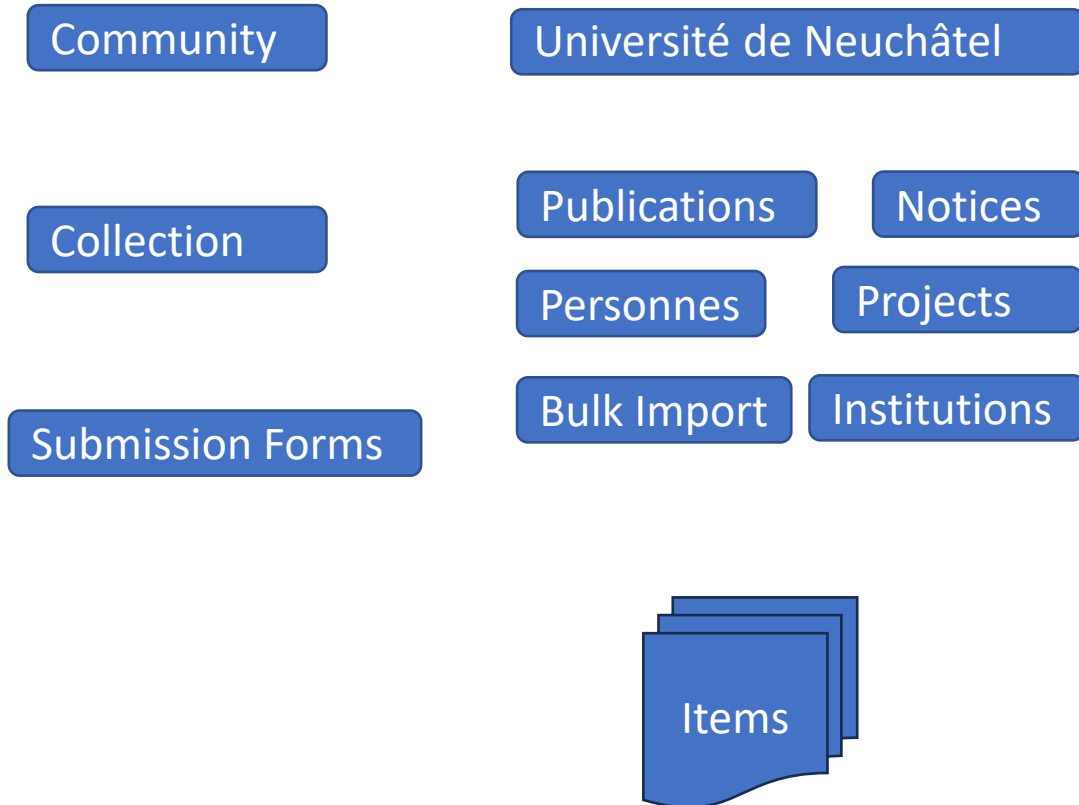 Community
Université de Neuchâtel
Collection
Publications
Notices
Personnes
Projects
Submission Forms
Bulk Import
Institutions
Items